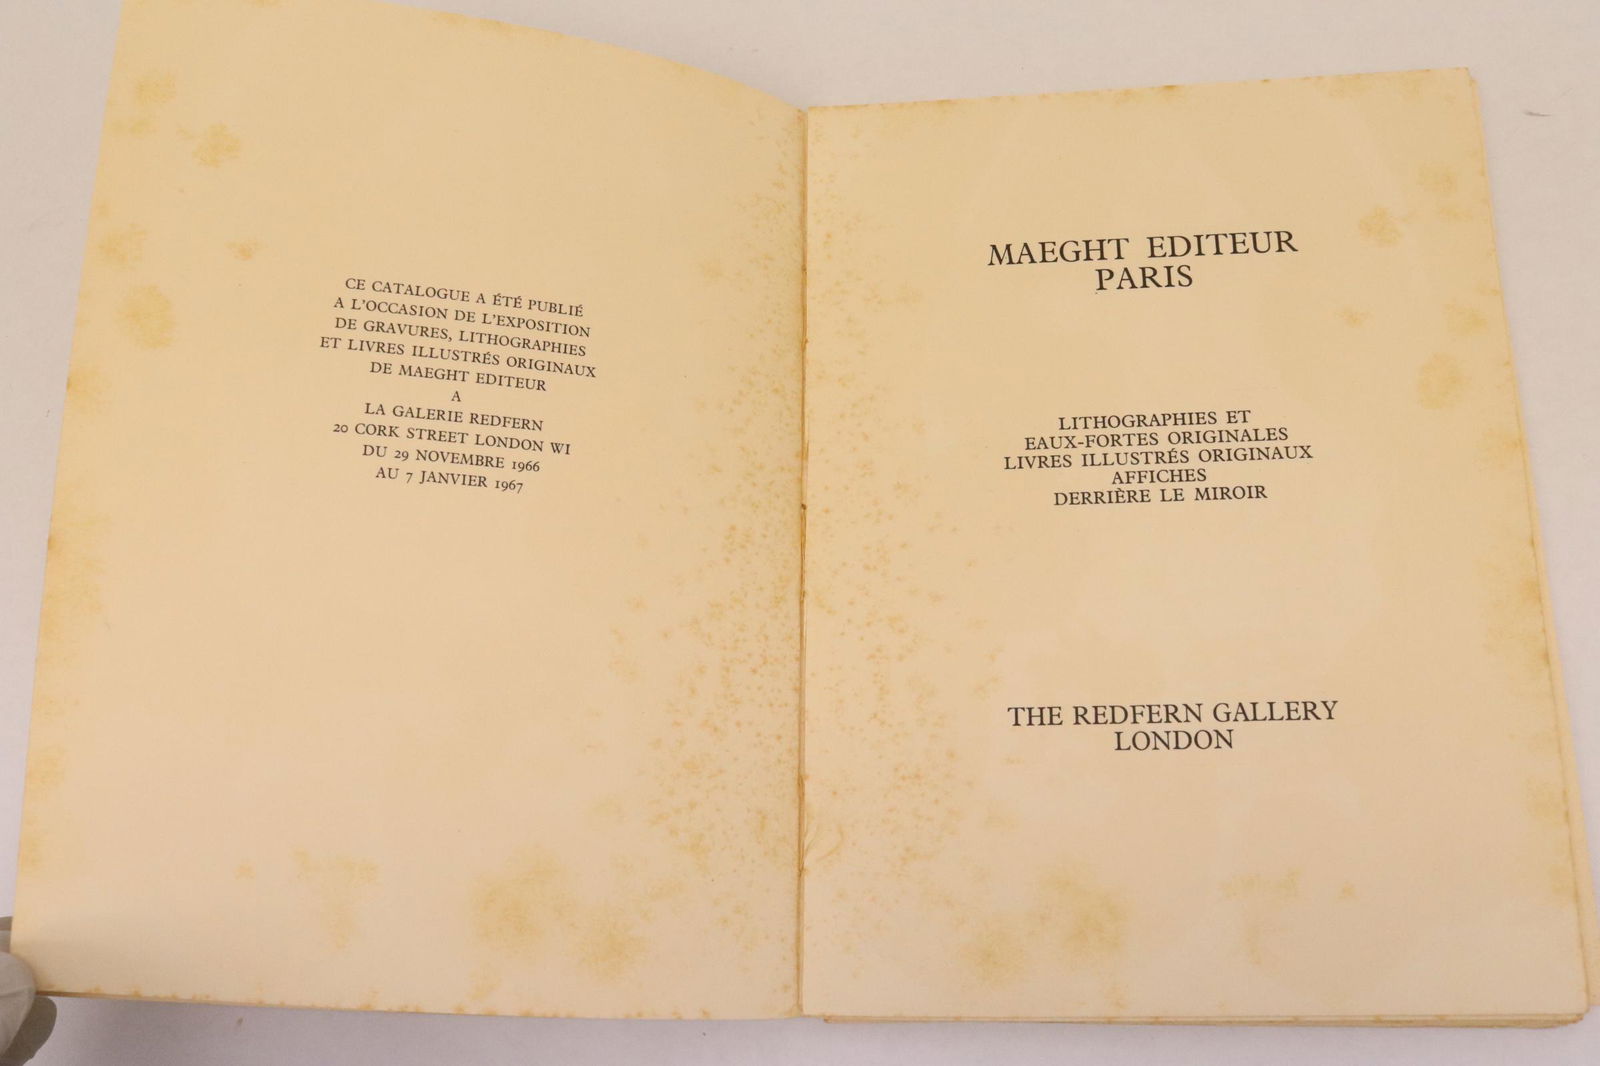 CE CATALOGUE A ÉTÉ PUBLIÉ
A L'OCCASION DE L'EXPOSITION
DE GRAVURES, LITHOGRAPHIES
ET LIVRES ILLUSTRÉS ORIGINAUX
DE MAEGHT EDITEUR
A
LA GALERIE REDFERN
20 CORK STREET LONDON WI
DU 29 NOVEMBRE 1966
AU 7 JANVIER 1967
MAEGHT EDITEUR
PARIS
LITHOGRAPHIES ET
EAUX-FORTES ORIGINALES
LIVRES ILLUSTRÉS ORIGINAUX
AFFICHES
DERRIÈRE LE MIROIR
THE REDFERN GALLERY
LONDON